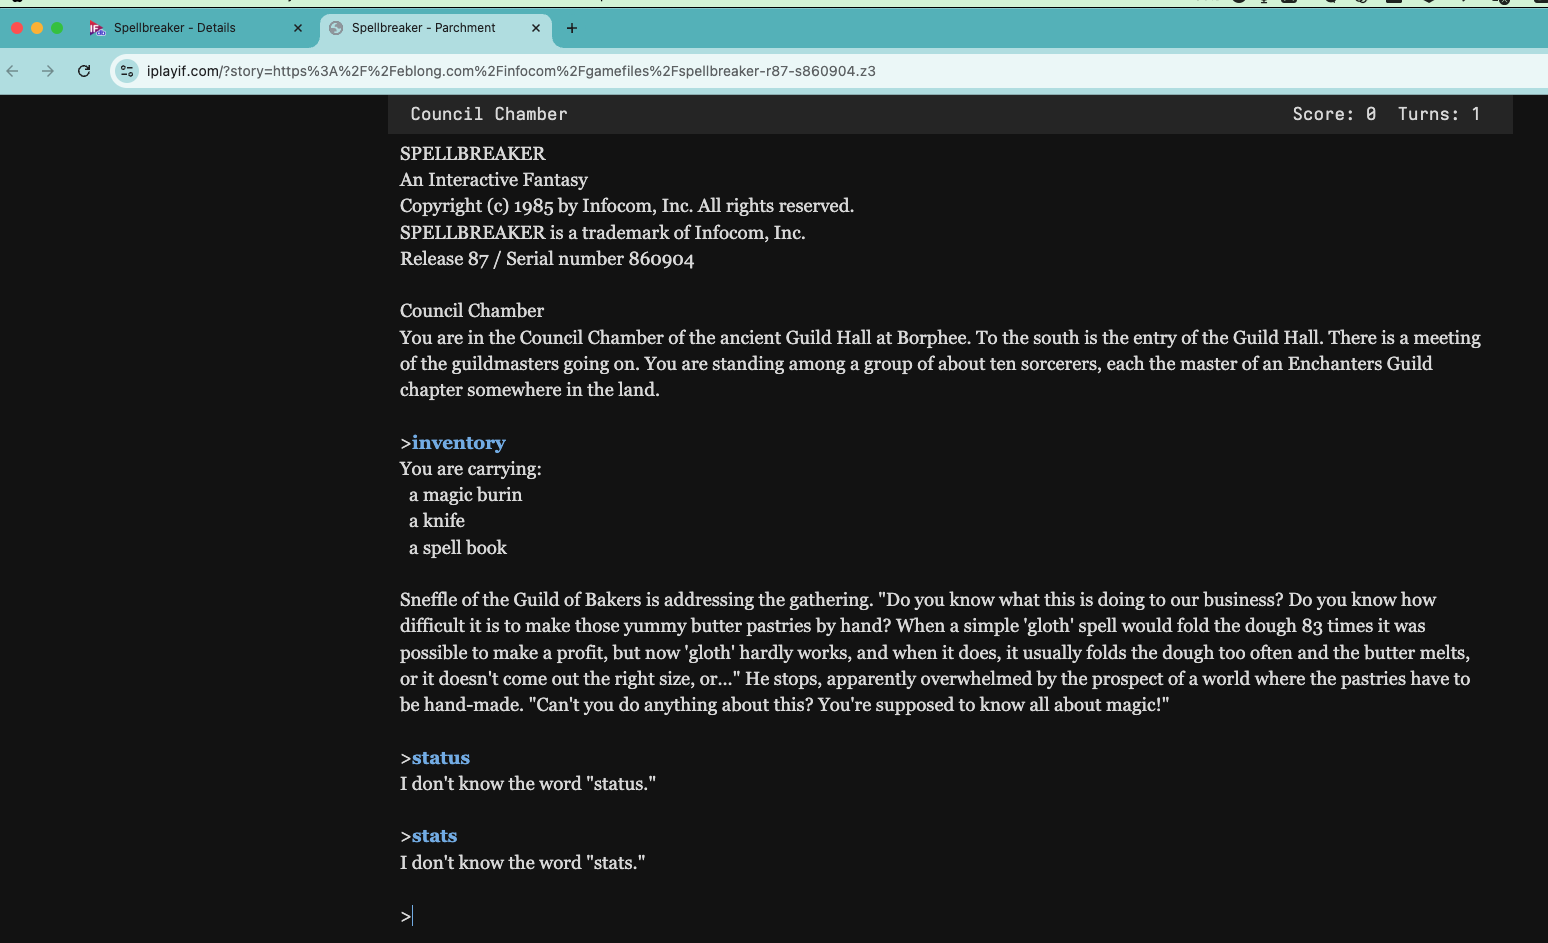 Spellbreaker - Details
Spellbreaker - Parchment
iplayif.com/?story=https%3A%2F%2Feblong.com%2Finfocom%2Fgamefiles%2Fspellbreaker-r87-s860904.z3
Council Chamber Score: 0 Turns: 1
SPELLBREAKER
An Interactive Fantasy
Copyright (c) 1985 by Infocom, Inc. All rights reserved.
SPELLBREAKER is a trademark of Infocom, Inc.
Release 87 / Serial number 860904
Council Chamber
You are in the Council Chamber of the ancient Guild Hall at Borphee. To the south is the entry of the Guild Hall. There is a meeting
of the guildmasters going on. You are standing among a group of about ten sorcerers, each the master of an Enchanters Guild
chapter somewhere in the land.
>inventory
You are carrying:
a magic burin
a knife
a spell book
Sneffle of the Guild of Bakers is addressing the gathering. "Do you know what this is doing to our business? Do you know how
difficult it is to make those yummy butter pastries by hand? When a simple 'gloth' spell would fold the dough 83 times it was
possible to make a profit, but now 'gloth' hardly works, and when it does, it usually folds the dough too often and the butter melts,
or it doesn't come out the right size, or..." He stops, apparently overwhelmed by the prospect of a world where the pastries have to
be hand-made. "Can't you do anything about this? You're supposed to know all about magic!"
>status
I don't know the word "status."
>stats
I don't know the word "stats."
>